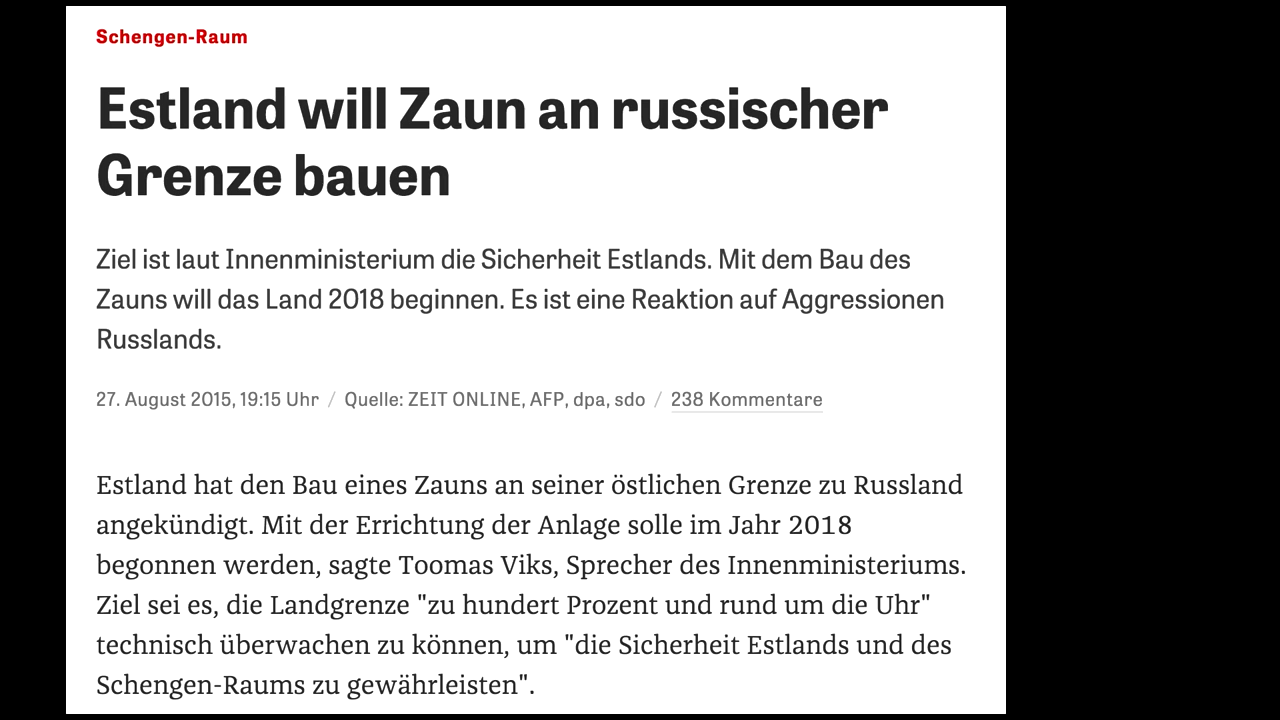 Schengen-Raum
Estland will Zaun an russischer
Grenze bauen
Ziel ist laut Innenministerium die Sicherheit Estlands. Mit dem Bau des
Zauns will das Land 2018 beginnen. Es ist eine Reaktion auf Aggressionen
Russlands.
27. August 2015, 19:15 Uhr / Quelle: ZEIT ONLINE, AFP, dpa, sdo / 238 Kommentare
Estland hat den Bau eines Zauns an seiner östlichen Grenze zu Russland
angekündigt. Mit der Errichtung der Anlage solle im Jahr 2018
begonnen werden, sagte Toomas Viks, Sprecher des Innenministeriums.
Ziel sei es, die Landgrenze "zu hundert Prozent und rund um die Uhr"
technisch überwachen zu können, um "die Sicherheit Estlands und des
Schengen-Raums zu gewährleisten".